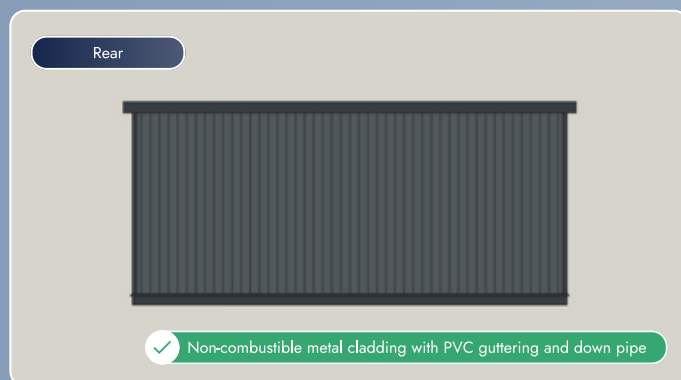 Rear
Non-combustible metal cladding with PVC guttering and down pipe